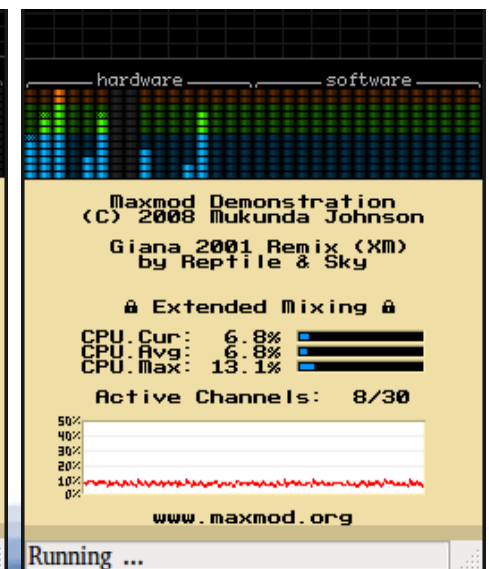 hardware software
Maxmod Demonstration
(C) 2008 Mukunda Johnson
Giana 2001 Remix (XM)
by Reptile & Sky
Extended Mixing
CPU.Cur: 6.8%
CPU.Avg: 6.8%
CPU.Max: 13.1%
Active Channels: 8/30
50%
40%
30%
20%
10%
0%
www.maxmod.org
Running ...